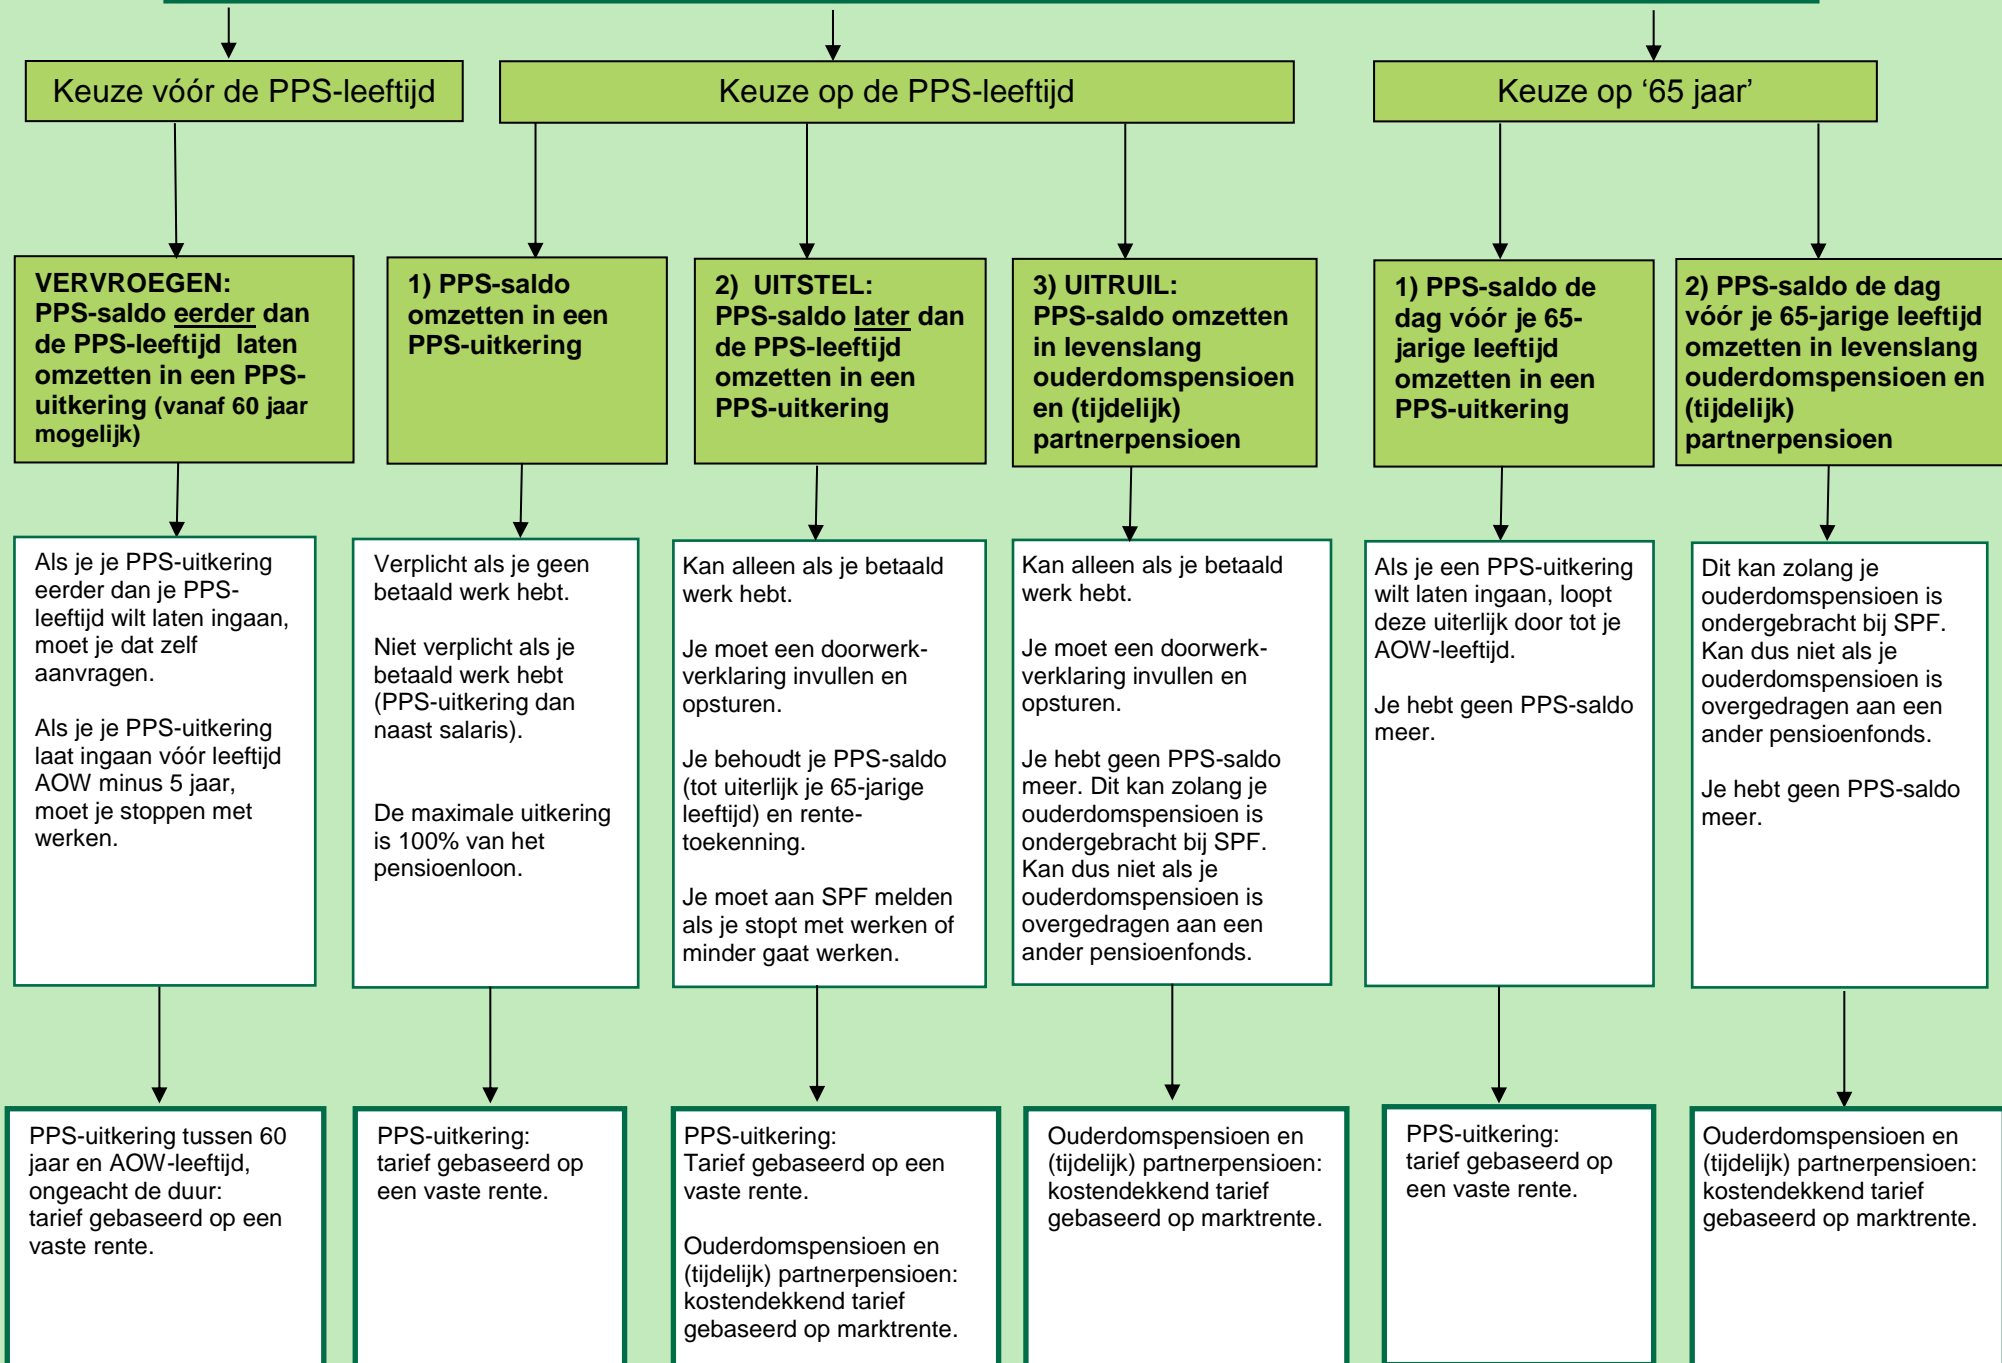 Keuze vóór de PPS-leeftijd
Keuze op de PPS-leeftijd
Keuze op ‘65 jaar’
VERVROEGEN:
PPS-saldo eerder dan
de PPS-leeftijd laten
omzetten in een PPS-
uitkering (vanaf 60 jaar
mogelijk)
1) PPS-saldo
omzetten in een
PPS-uitkering
2) UITSTEL:
PPS-saldo later dan
de PPS-leeftijd
omzetten in een
PPS-uitkering
3) UITRUIL:
PPS-saldo omzetten
in levenslang
ouderdomspensioen
en (tijdelijk)
partnerpensioen
1) PPS-saldo de
dag vóór je 65-
jarige leeftijd
omzetten in een
PPS-uitkering
2) PPS-saldo de dag
vóór je 65-jarige leeftijd
omzetten in levenslang
ouderdomspensioen en
(tijdelijk)
partnerpensioen
Als je je PPS-uitkering
eerder dan je PPS-
leeftijd wilt laten ingaan,
moet je dat zelf
aanvragen.
Als je je PPS-uitkering
laat ingaan vóór leeftijd
AOW minus 5 jaar,
moet je stoppen met
werken.
Verplicht als je geen
betaald werk hebt.
Niet verplicht als je
betaald werk hebt
(PPS-uitkering dan
naast salaris).
De maximale uitkering
is 100% van het
pensioenloon.
Kan alleen als je betaald
werk hebt.
Je moet een doorwerk-
verklaring invullen en
opsturen.
Je behoudt je PPS-saldo
(tot uiterlijk je 65-jarige
leeftijd) en rente-
toekenning.
Je moet aan SPF melden
als je stopt met werken of
minder gaat werken.
Kan alleen als je betaald
werk hebt.
Je moet een doorwerk-
verklaring invullen en
opsturen.
Je hebt geen PPS-saldo
meer. Dit kan zolang je
ouderdomspensioen is
ondergebracht bij SPF.
Kan dus niet als je
ouderdomspensioen is
overgedragen aan een
ander pensioenfonds.
Als je een PPS-uitkering
wilt laten ingaan, loopt
deze uiterlijk door tot je
AOW-leeftijd.
Je hebt geen PPS-saldo
meer.
Dit kan zolang je
ouderdomspensioen is
ondergebracht bij SPF.
Kan dus niet als je
ouderdomspensioen is
overgedragen aan een
ander pensioenfonds.
Je hebt geen PPS-saldo
meer.
PPS-uitkering tussen 60
jaar en AOW-leeftijd,
ongeacht de duur:
tarief gebaseerd op een
vaste rente.
PPS-uitkering:
tarief gebaseerd op
een vaste rente.
PPS-uitkering:
Tarief gebaseerd op een
vaste rente.
Ouderdomspensioen en
(tijdelijk) partnerpensioen:
kostendekkend tarief
gebaseerd op marktrente.
Ouderdomspensioen en
(tijdelijk) partnerpensioen:
kostendekkend tarief
gebaseerd op marktrente.
PPS-uitkering:
tarief gebaseerd op
een vaste rente.
Ouderdomspensioen en
(tijdelijk) partnerpensioen:
kostendekkend tarief
gebaseerd op marktrente.